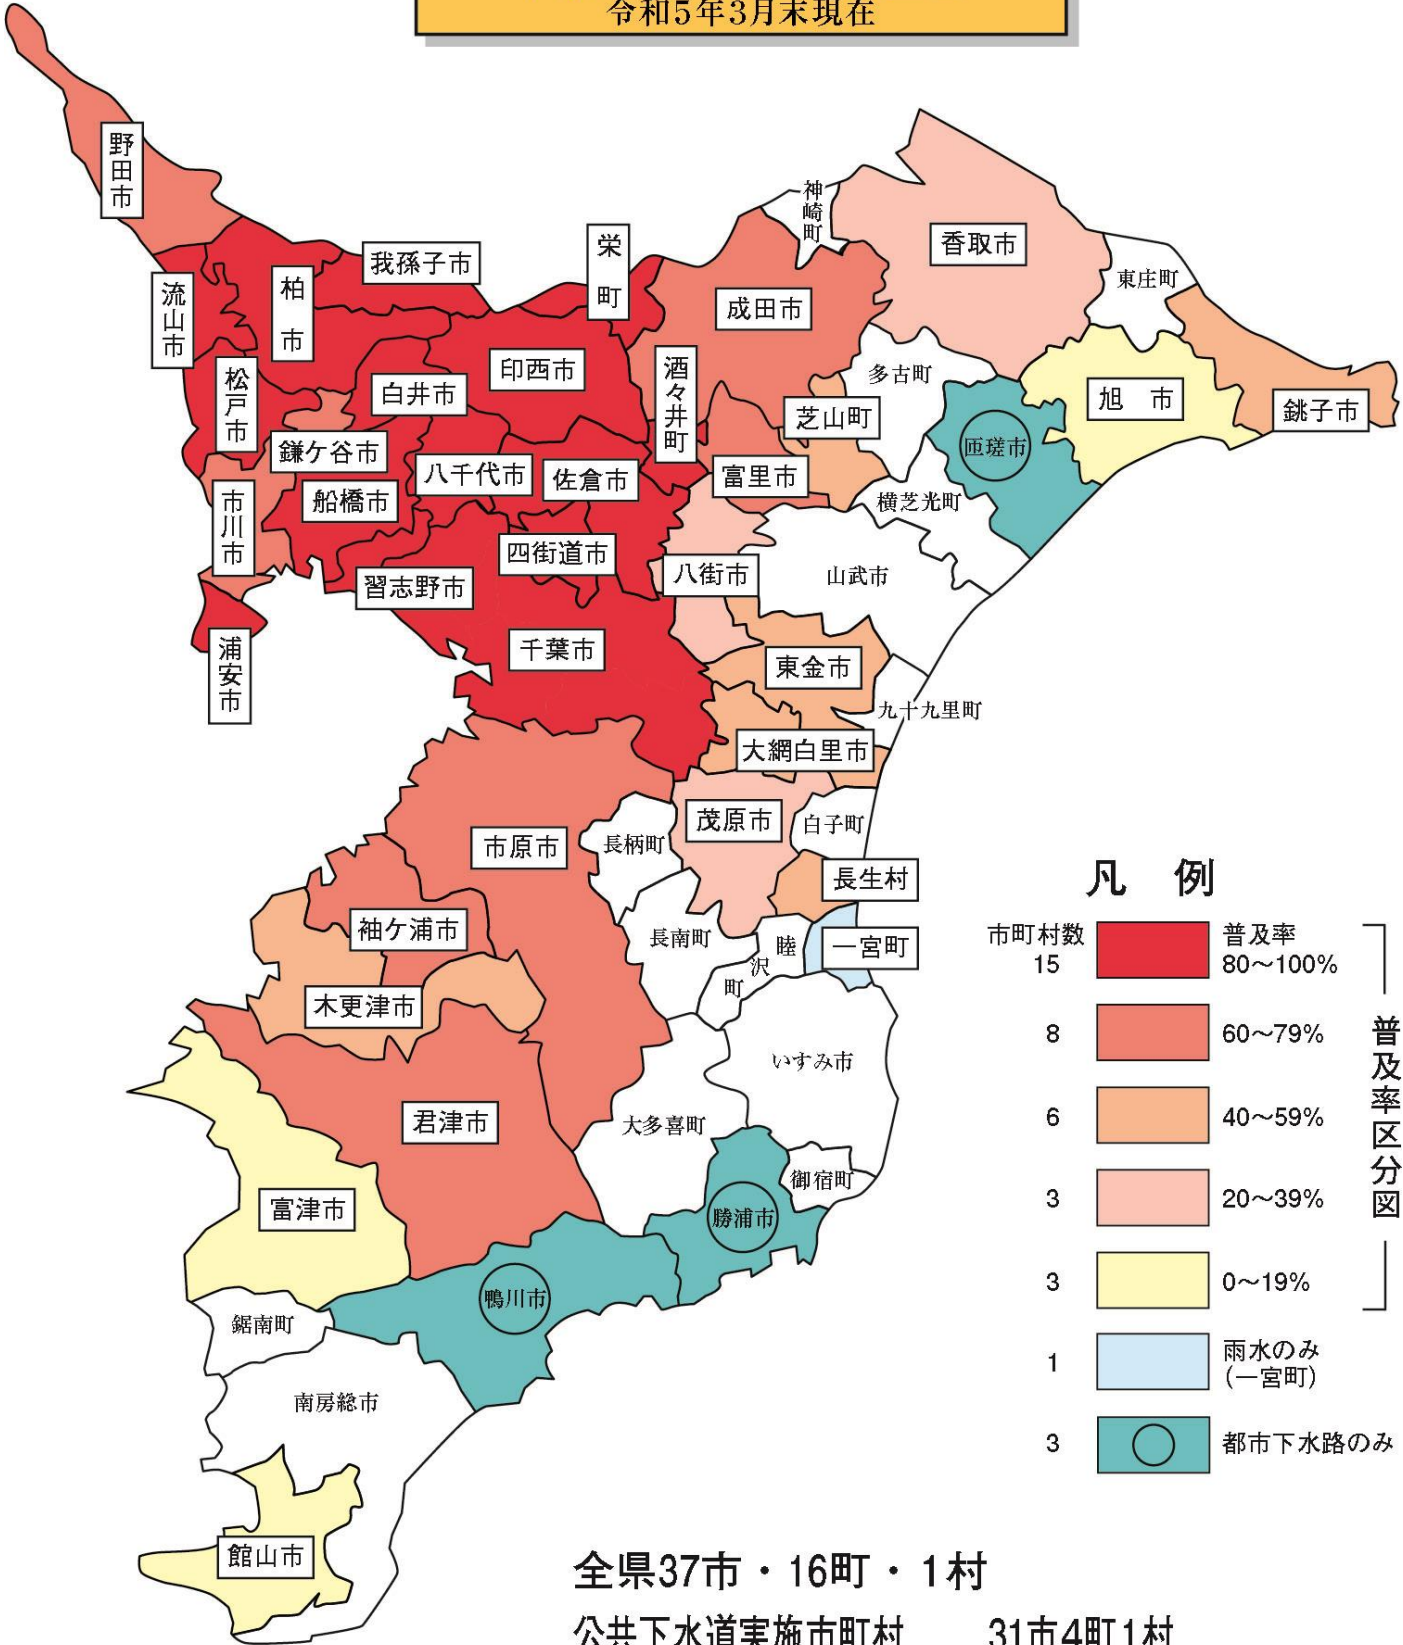 令和5年3月末現在
野田市
流山市
柏市
我孫子市
栄町
神崎町
香取市
東庄町
成田市
松戸市
白井市
印西市
酒々井町
多古町
芝山町
旭市
銚子市
匝瑳市
鎌ケ谷市
八千代市
佐倉市
富里市
市川市
船橋市
横芝光町
四街道市
習志野市
八街市
山武市
浦安市
千葉市
東金市
九十九里町
大網白里市
市原市
長柄町
茂原市
白子町
長生村
袖ケ浦市
長南町
睦沢町
一宮町
木更津市
いすみ市
君津市
大多喜町
御宿町
富津市
勝浦市
鴨川市
鋸南町
南房総市
館山市
凡例
市町村数 普及率
15 80～100%
8 60～79%
6 40～59%
3 20～39%
3 0～19%
1 雨水のみ
(一宮町)
3 都市下水路のみ
普及率区分図
全県37市・16町・1村
公共下水道実施市町村 31市4町1村